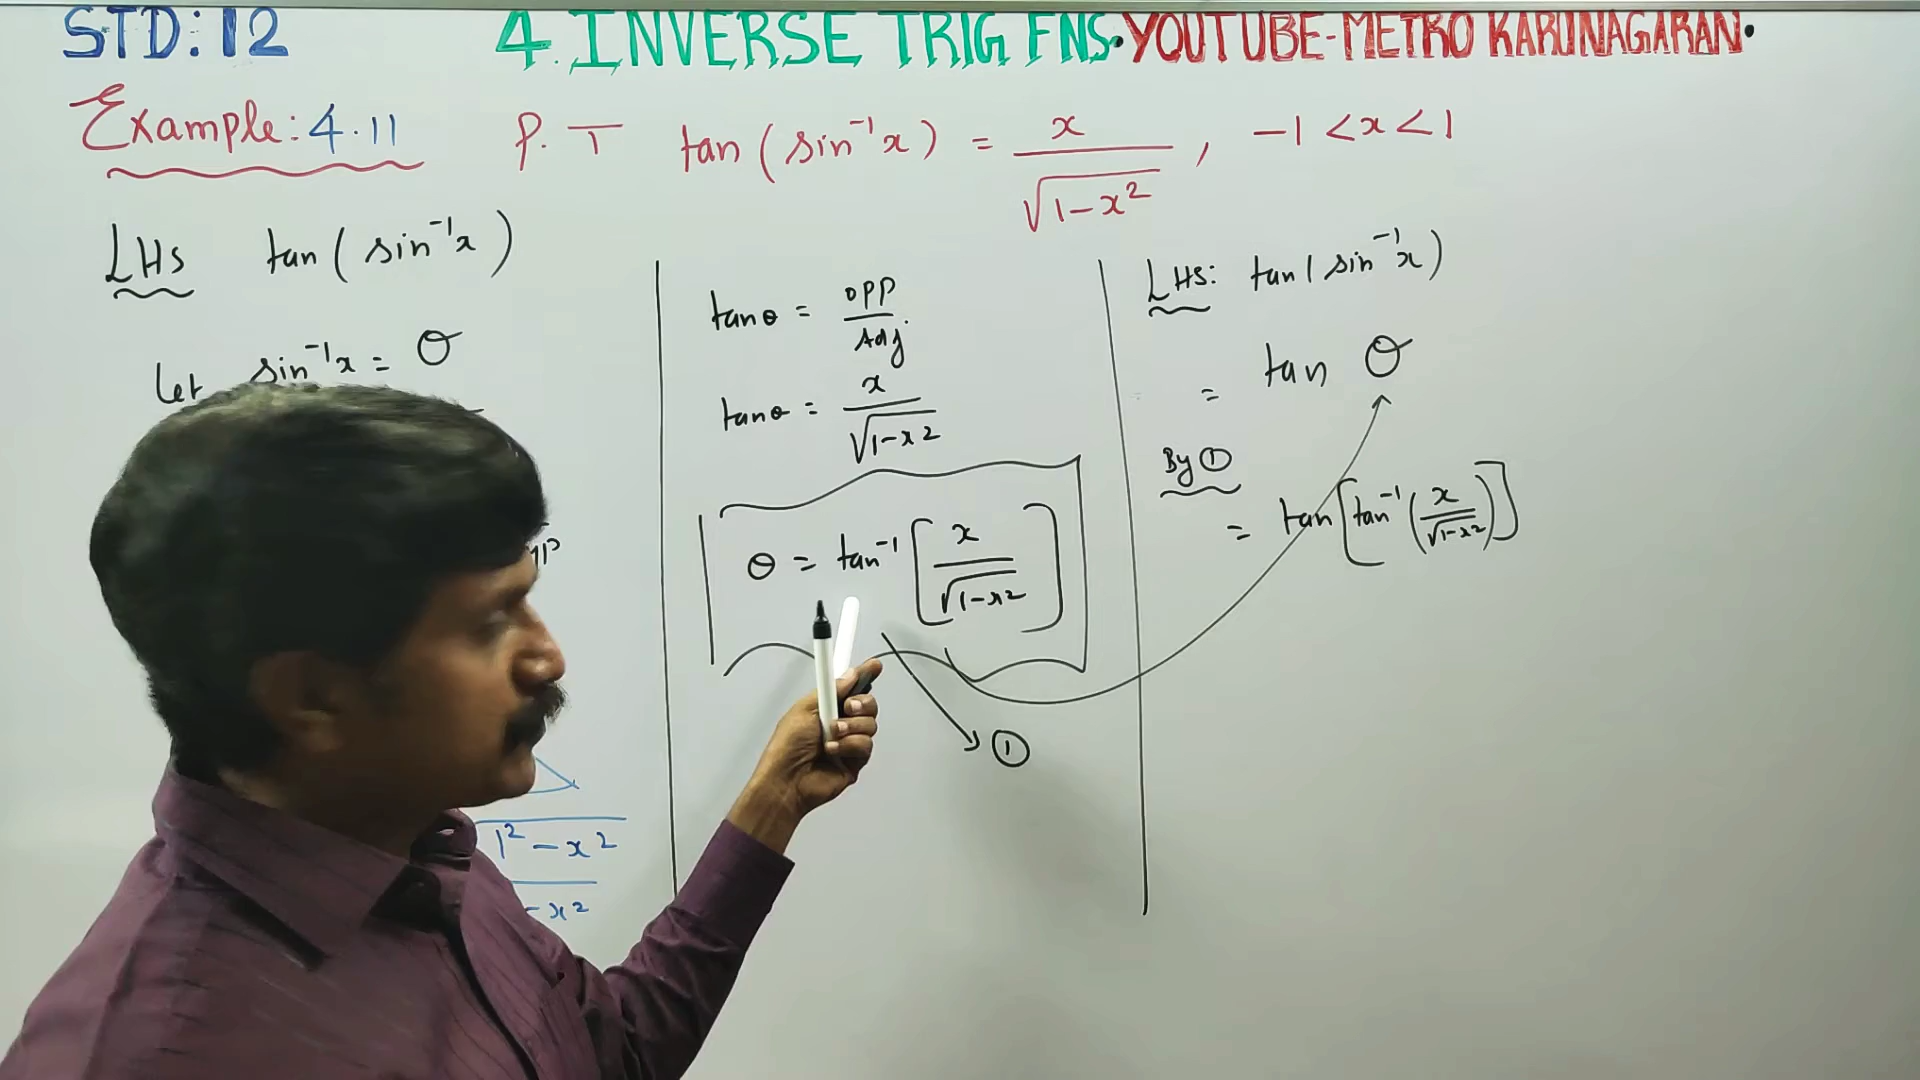 STD: 12 4. INVERSE TRIG FNS. YOUTUBE-METRO KARUNAGARAN.
Example: 4.11 P. T tan (sin⁻¹x) = x/√(1-x²) , -1 < x < 1
LHS tan (sin⁻¹x)
Let sin⁻¹x = θ
1² - x²
- x²
tanθ = opp/Adj.
tanθ = x/√(1-x²)
θ = tan⁻¹ [x/√(1-x²)]
①
LHS: tan(sin⁻¹x)
= tan θ
By ①
= tan [tan⁻¹ (x/√(1-x²))]